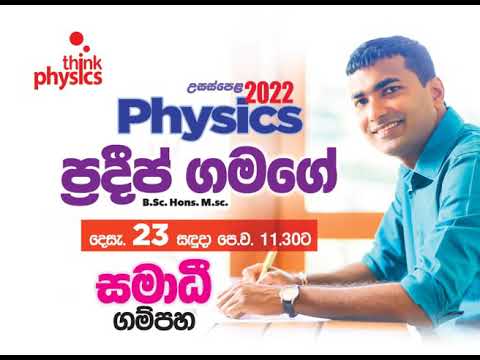 think
physics
උසස්පෙළ 2022
Physics
ප්‍රදීප් ගමගේ
B.Sc. Hons. M.sc.
දෙසැ. 23 සඳුදා පෙ.ව. 11.30ට
සමාධී
ගම්පහ